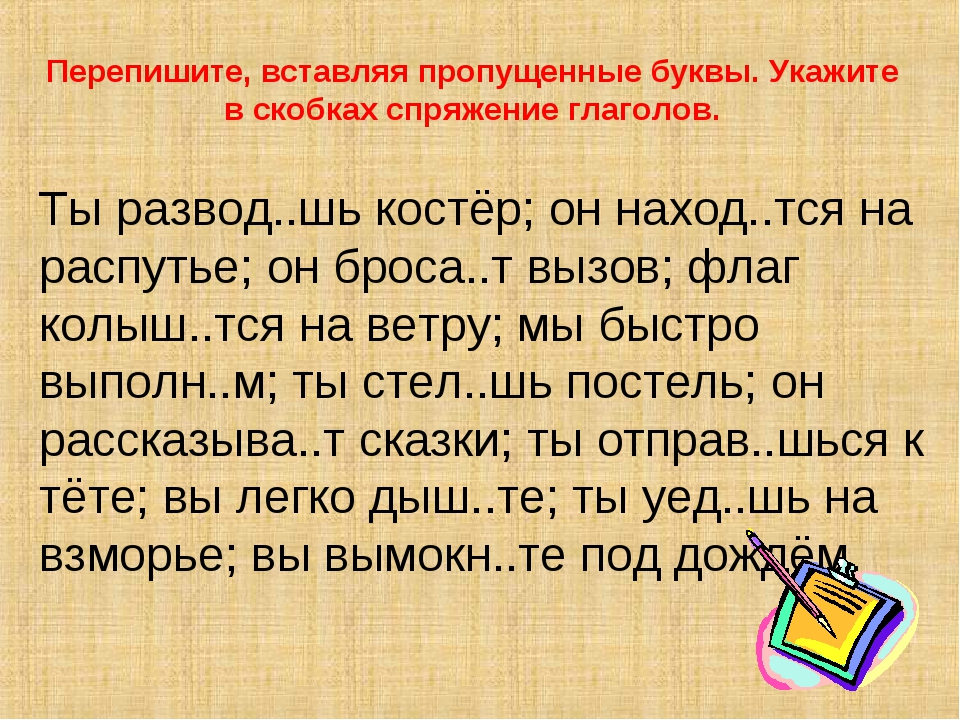 Перепишите, вставляя пропущенные буквы. Укажите
в скобках спряжение глаголов.
Ты развод..шь костёр; он наход..тся на
распутье; он броса..т вызов; флаг
колыш..тся на ветру; мы быстро
выполн..м; ты стел..шь постель; он
рассказыва..т сказки; ты отправ..шься к
тёте; вы легко дыш..те; ты уед..шь на
взморье; вы вымокн..те под дождём.